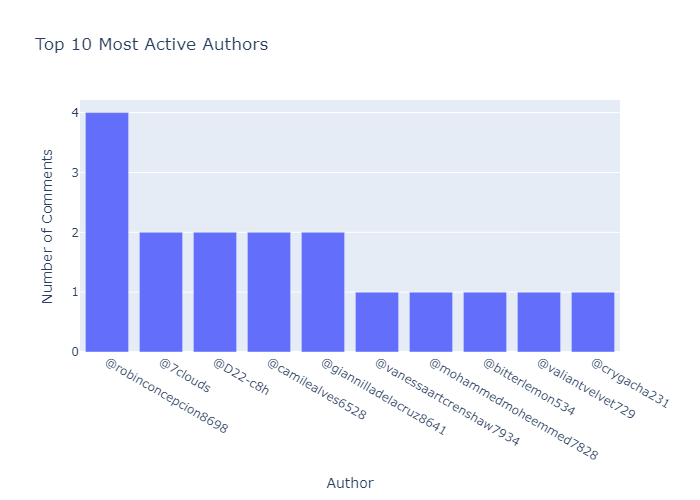 Top 10 Most Active Authors
Number of Comments
4
3
2
1
0
@robinconcepcion8698
@7clouds
@D22-c8h
@camilealves6528
@giannilladelacruz8641
@vanessaartcrenshaw7934
@mohammedmoheemmed7828
@bitterlemon534
@valiantvelvet729
@crygacha231
Author